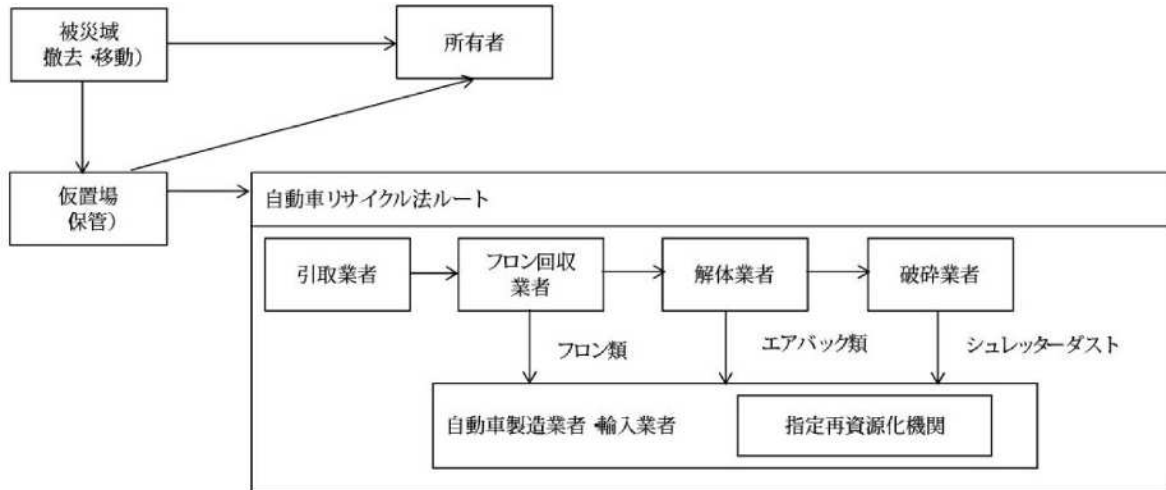 被災域
撤去・移動）
所有者
仮置場
保管）
自動車リサイクル法ルート
引取業者
フロン回収
業者
解体業者
破砕業者
フロン類
エアバック類
シュレッターダスト
自動車製造業者・輸入業者
指定再資源化機関